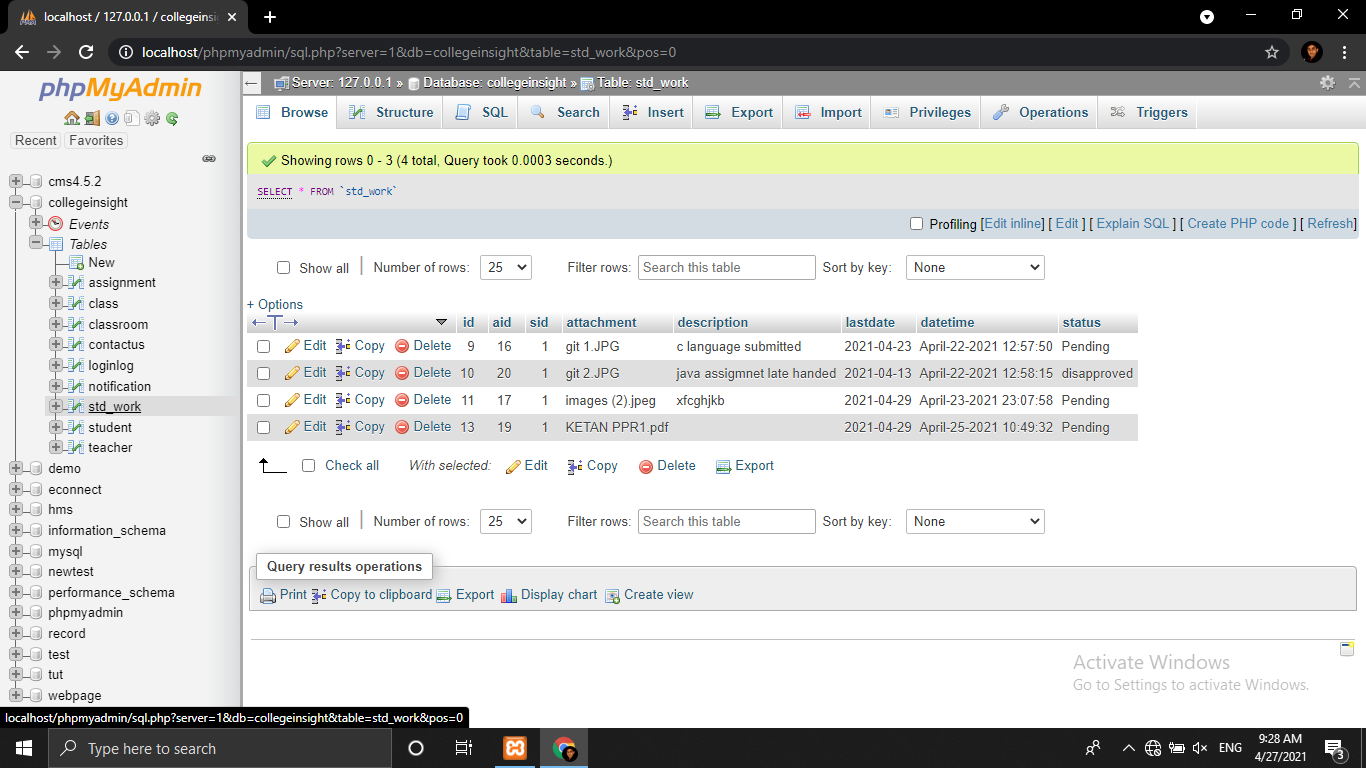 localhost / 127.0.0.1 / collegeinsi
localhost/phpmyadmin/sql.php?server=1&db=collegeinsight&table=std_work&pos=0
phpMyAdmin
Recent Favorites
cms4.5.2
collegeinsight
Events
Tables
New
assignment
class
classroom
contactus
loginlog
notification
std_work
student
teacher
demo
econnect
hms
information_schema
mysql
newtest
performance_schema
phpmyadmin
record
test
tut
webpage
Server: 127.0.0.1 » Database: collegeinsight » Table: std_work
Browse Structure SQL Search Insert Export Import Privileges Operations Triggers
Showing rows 0 - 3 (4 total, Query took 0.0003 seconds.)
SELECT * FROM `std_work`
Profiling [Edit inline] [ Edit ] [ Explain SQL ] [ Create PHP code ] [ Refresh]
Show all Number of rows: 25 Filter rows: Search this table Sort by key: None
+ Options
id aid sid attachment description lastdate datetime status
Edit Copy Delete 9 16 1 git 1.JPG c language submitted 2021-04-23 April-22-2021 12:57:50 Pending
Edit Copy Delete 10 20 1 git 2.JPG java assigmnet late handed 2021-04-13 April-22-2021 12:58:15 disapproved
Edit Copy Delete 11 17 1 images (2).jpeg xfcghjkb 2021-04-29 April-23-2021 23:07:58 Pending
Edit Copy Delete 13 19 1 KETAN PPR1.pdf 2021-04-29 April-25-2021 10:49:32 Pending
Check all With selected: Edit Copy Delete Export
Show all Number of rows: 25 Filter rows: Search this table Sort by key: None
Query results operations
Print Copy to clipboard Export Display chart Create view
Activate Windows
Go to Settings to activate Windows.
localhost/phpmyadmin/sql.php?server=1&db=collegeinsight&table=std_work&pos=0
Type here to search
ENG
9:28 AM
4/27/2021
3